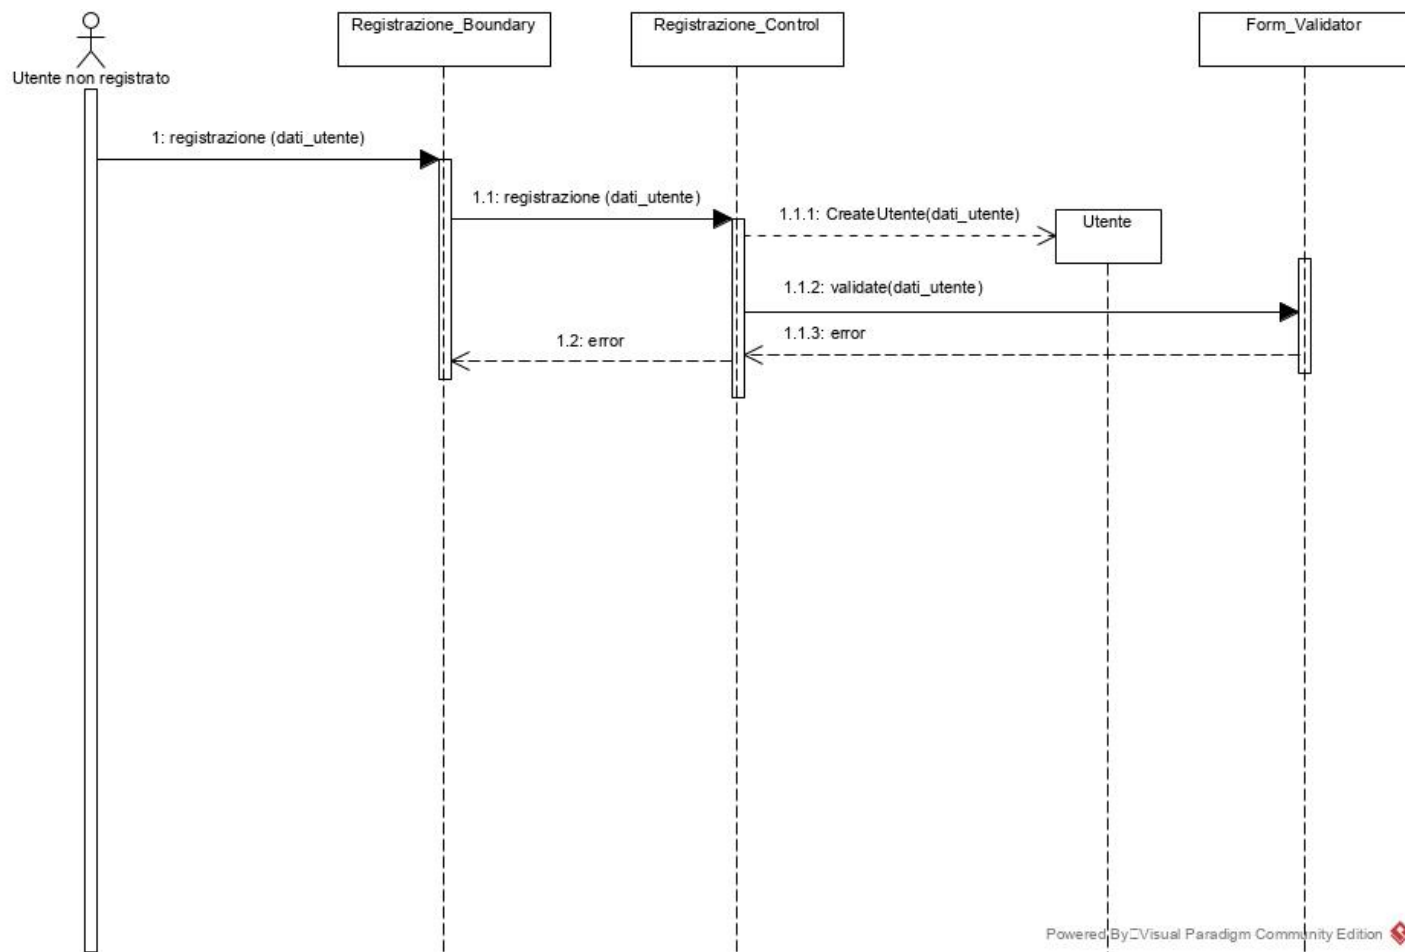 Registrazione_Boundary
Registrazione_Control
Form_Validator
Utente non registrato
1: registrazione (dati_utente)
1.1: registrazione (dati_utente)
1.1.1: CreateUtente(dati_utente)
Utente
1.1.2: validate(dati_utente)
1.1.3: error
1.2: error
Powered By Visual Paradigm Community Edition